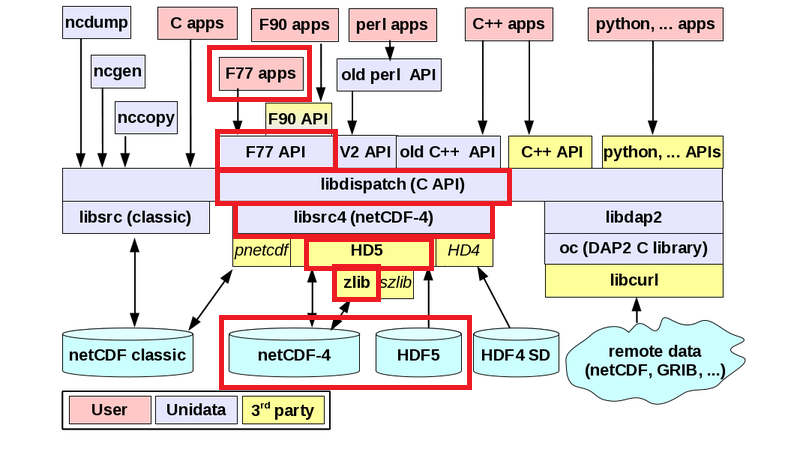 ncdump
C apps
F90 apps
perl apps
C++ apps
python, ... apps
ncgen
F77 apps
old perl API
nccopy
F90 API
F77 API
V2 API
old C++ API
C++ API
python, ... APIs
libdispatch (C API)
libsrc (classic)
libsrc4 (netCDF-4)
libdap2
pnetcdf
HD5
HD4
oc (DAP2 C library)
zlib
szlib
libcurl
netCDF classic
netCDF-4
HDF5
HDF4 SD
remote data
(netCDF, GRIB, ...)
User
Unidata
3rd party